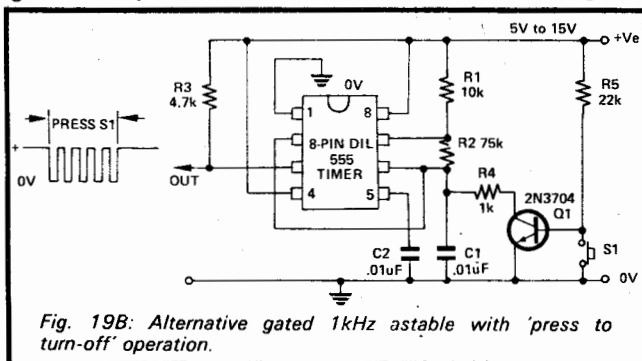 5V to 15V
+Ve
R3
4.7k
0V
R1
10k
R5
22k
1
8
PRESS S1
8-PIN DIL
555
TIMER
R2 75k
+
0V
OUT
4
5
R4
1k
2N3704
Q1
S1
C2
.01uF
C1
.01uF
0V
Fig. 19B: Alternative gated 1kHz astable with 'press to
turn-off' operation.